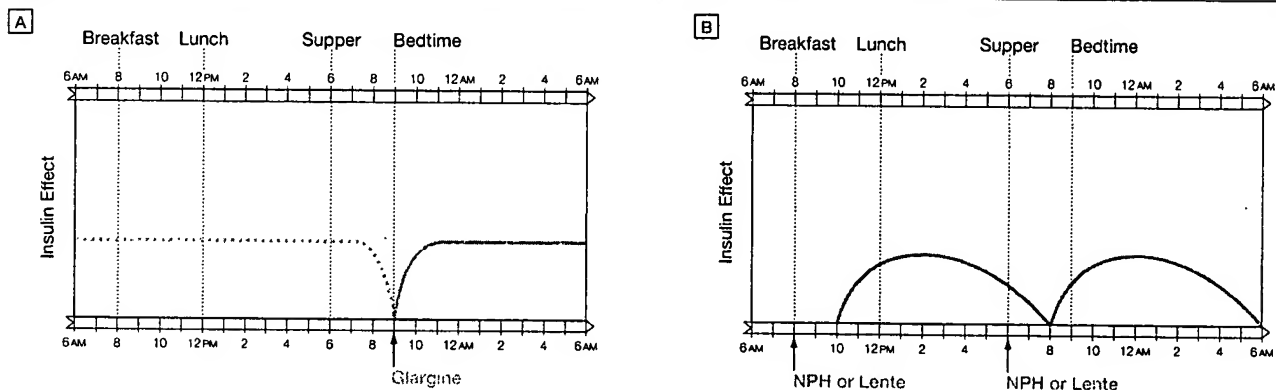 A
Breakfast Lunch Supper Bedtime
6AM 8 10 12PM 2 4 6 8 10 12AM 2 4 6AM
Insulin Effect
6AM 8 10 12PM 2 4 6 8 10 12AM 2 4 6AM
Glargine
B
Breakfast Lunch Supper Bedtime
6AM 8 10 12PM 2 4 6 8 10 12AM 2 4 6AM
Insulin Effect
6AM 8 10 12PM 2 4 6 8 10 12AM 2 4 6AM
NPH or Lente NPH or Lente